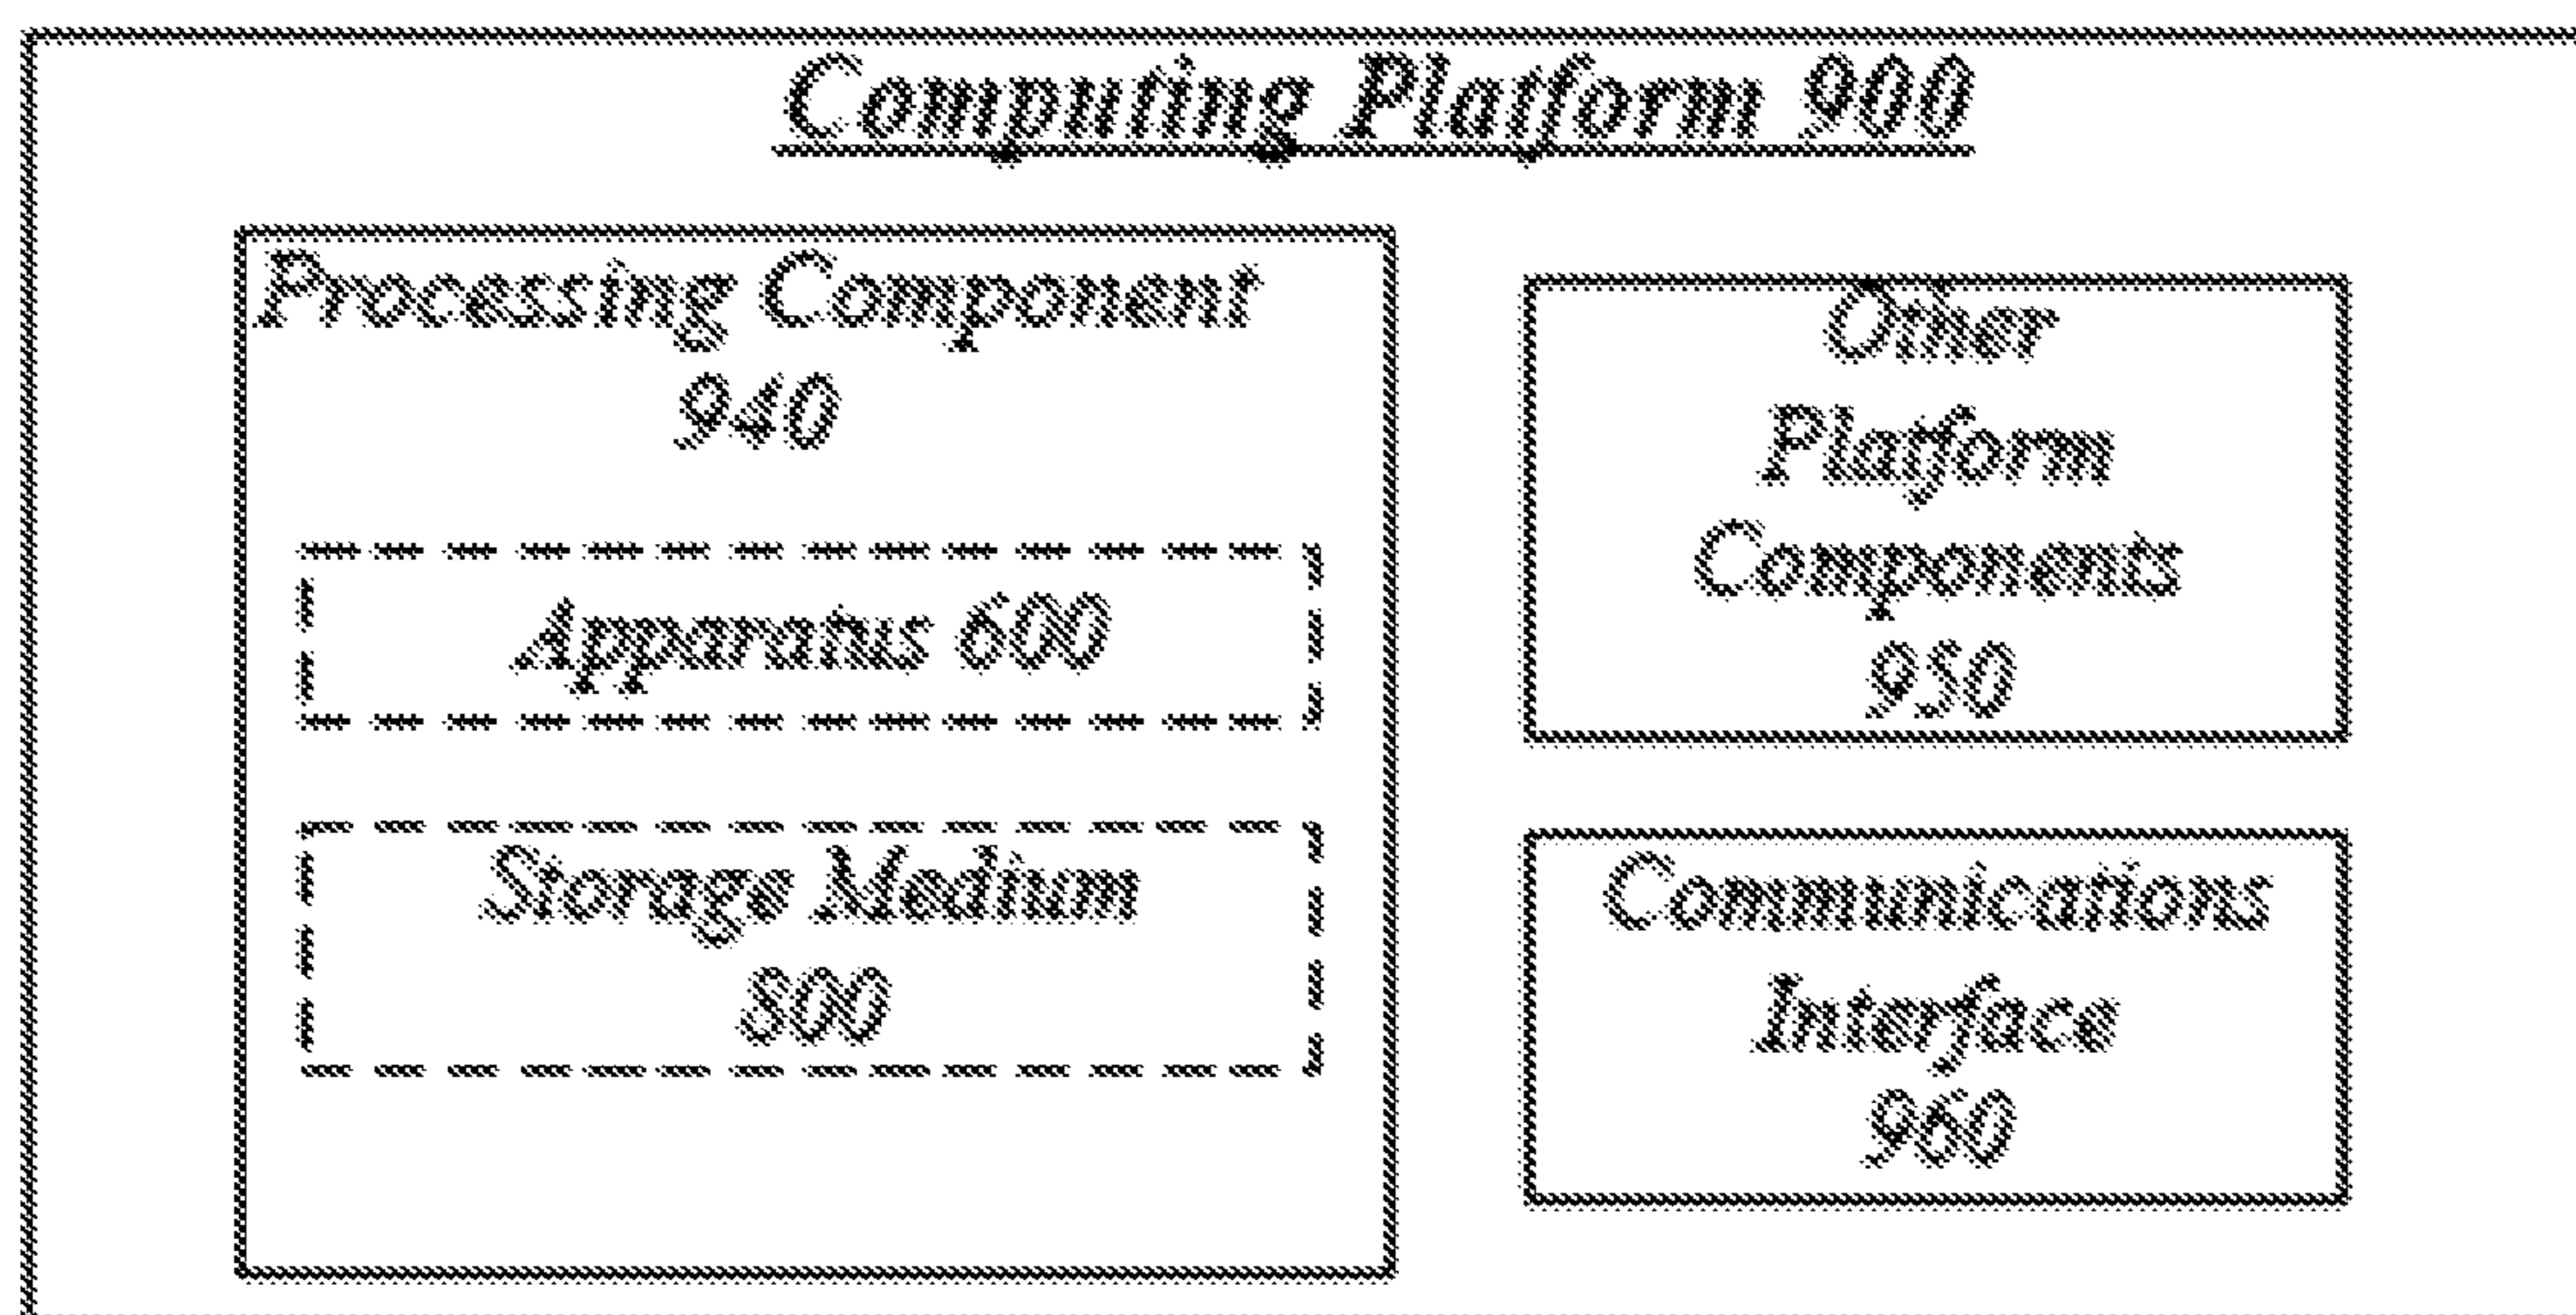 Computing Platform 900
Processing Component
940
Apparatus 600
Storage Medium
800
Other
Platform
Components
950
Communications
Interface
960